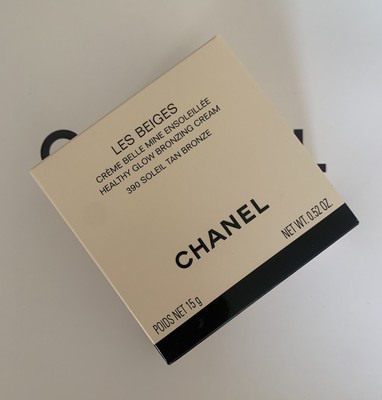 LES BEIGES
CRÈME BELLE MINE ENSOLEILLÉE
HEALTHY GLOW BRONZING CREAM
390 SOLEIL TAN BRONZE
CHANEL
POIDS NET 15 g
NET WT. 0.52 OZ.